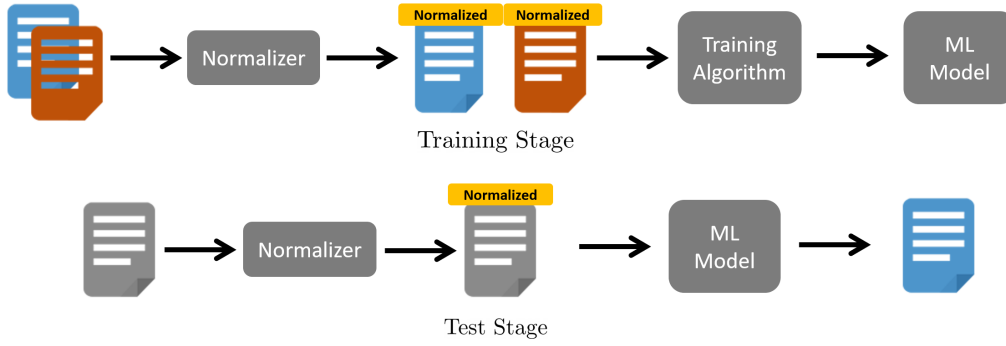 Normalized
Normalized
Normalizer
Training
Algorithm
ML
Model
Training Stage
Normalized
Normalizer
ML
Model
Test Stage